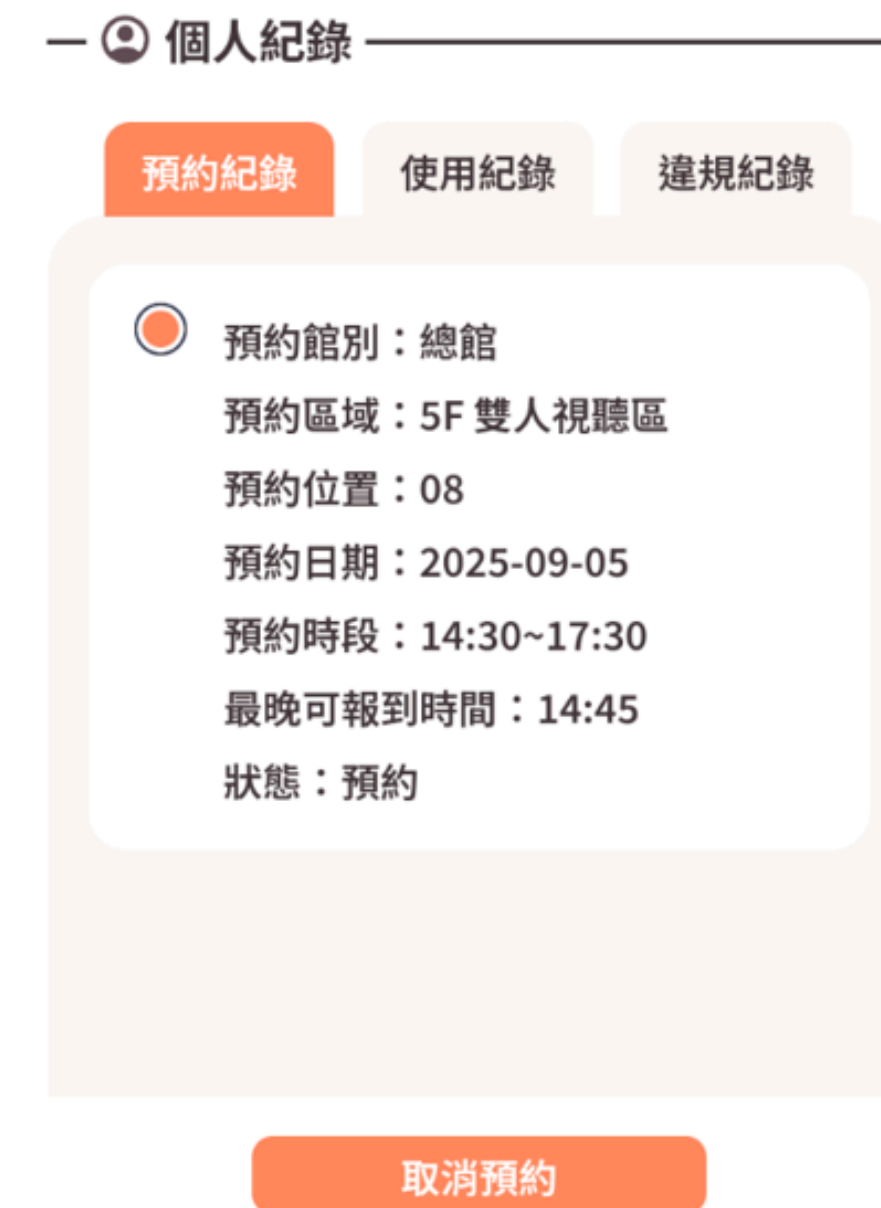 個人紀錄
預約紀錄 使用紀錄 違規紀錄
預約館別：總館
預約區域：5F 雙人視聽區
預約位置：08
預約日期：2025-09-05
預約時段：14:30~17:30
最晚可報到時間：14:45
狀態：預約
取消預約